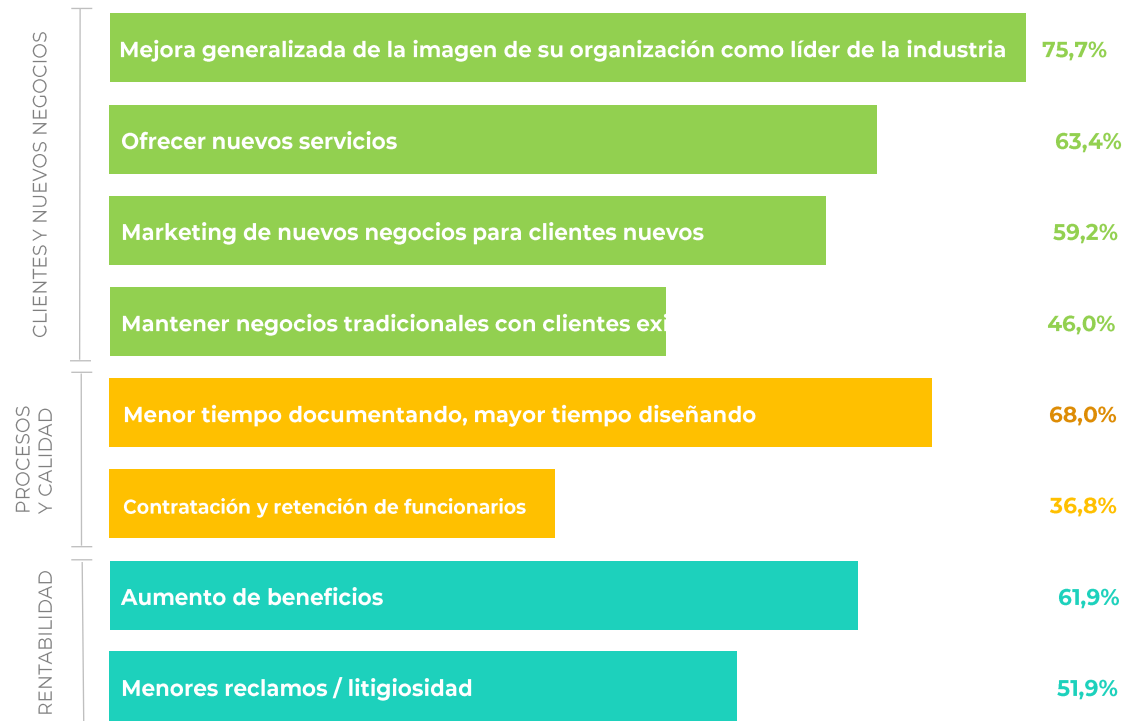 CLIENTES Y NUEVOS NEGOCIOS
Mejora generalizada de la imagen de su organización como líder de la industria 75,7%
Ofrecer nuevos servicios 63,4%
Marketing de nuevos negocios para clientes nuevos 59,2%
Mantener negocios tradicionales con clientes exi 46,0%
PROCESOS
Y CALIDAD
Menor tiempo documentando, mayor tiempo diseñando 68,0%
Contratación y retención de funcionarios 36,8%
RENTABILIDAD
Aumento de beneficios 61,9%
Menores reclamos / litigiosidad 51,9%